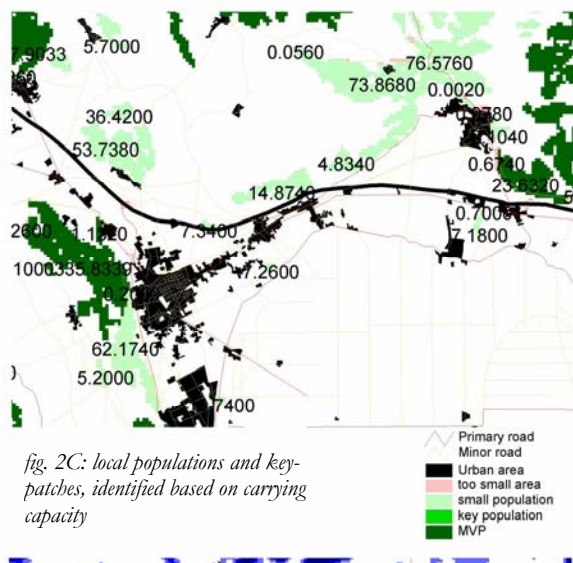 5.7000
7.9033
0.0560
76.5760
73.8680
0.0020
36.4200
53.7380
4.8340
0.6740
14.8740
23.6320
7.3400
7.1800
7.2600
62.1740
5.2000
7400
fig. 2C: local populations and key-
patches, identified based on carrying
capacity
Primary road
Minor road
Urban area
too small area
small population
key population
MVP